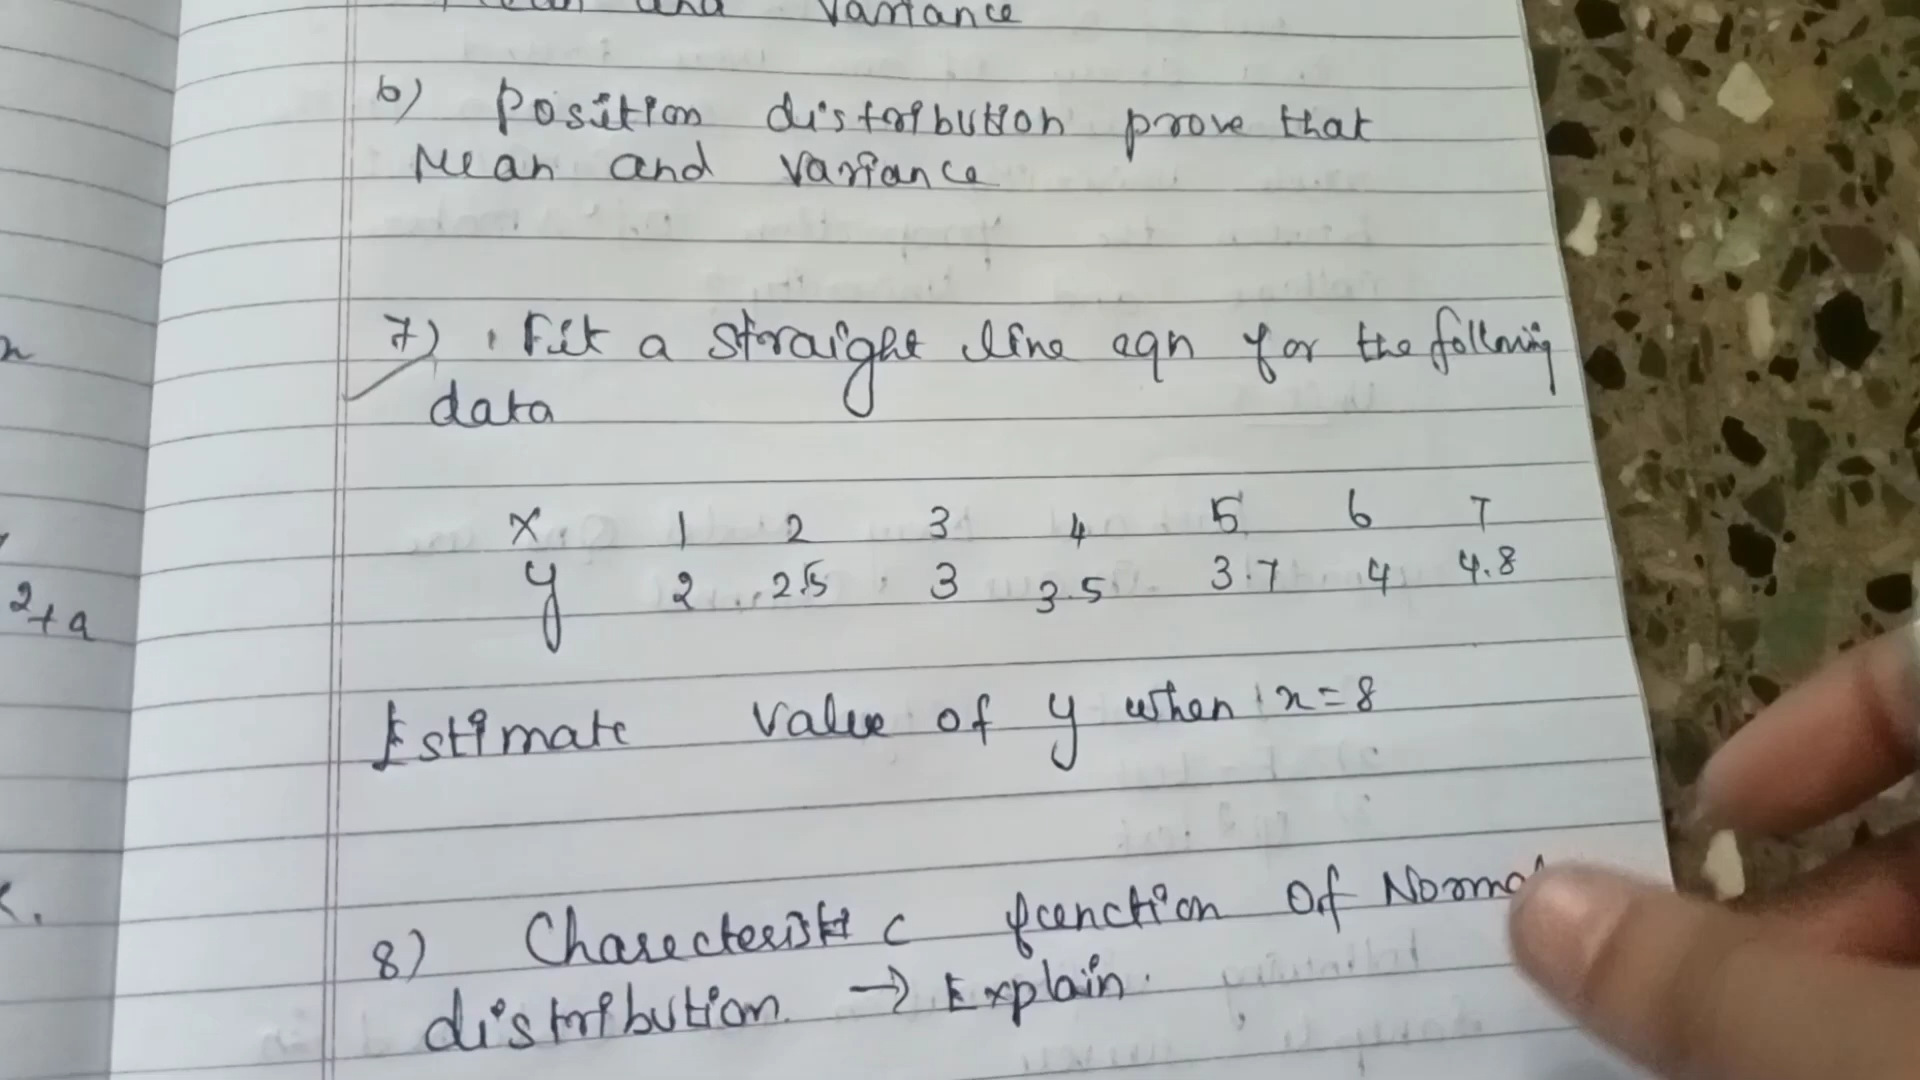 and Variance
b) Position distribution prove that
Mean and Variance
7) Fit a straight line eqn for the following
data
X 1 2 3 4 5 6 7
y 2 2.5 3 3.5 3.7 4 4.8
Estimate value of y when x=8
8) Charecteristic function of Normal
distribution → Explain.
n
2+a